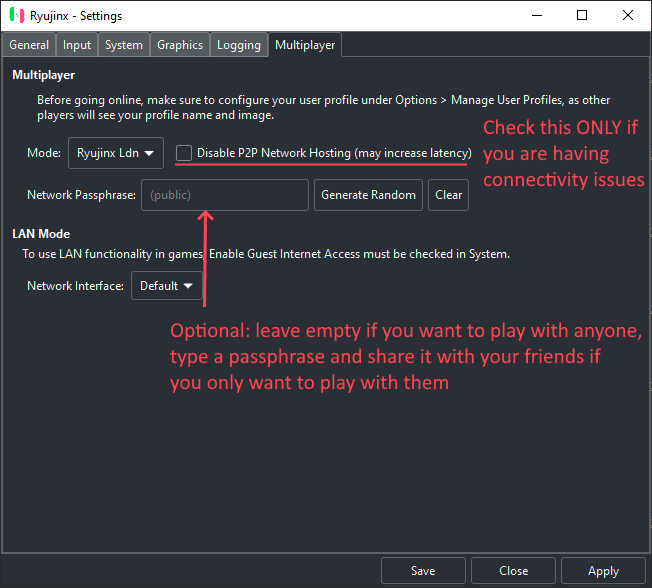 Ryujinx - Settings
General Input System Graphics Logging Multiplayer
Multiplayer
Before going online, make sure to configure your user profile under Options > Manage User Profiles, as other
players will see your profile name and image.
Check this ONLY if
you are having
connectivity issues
Mode: Ryujinx Ldn Disable P2P Network Hosting (may increase latency)
Network Passphrase: (public) Generate Random Clear
LAN Mode
To use LAN functionality in games, Enable Guest Internet Access must be checked in System.
Network Interface: Default
Optional: leave empty if you want to play with anyone,
type a passphrase and share it with your friends if
you only want to play with them
Save Close Apply